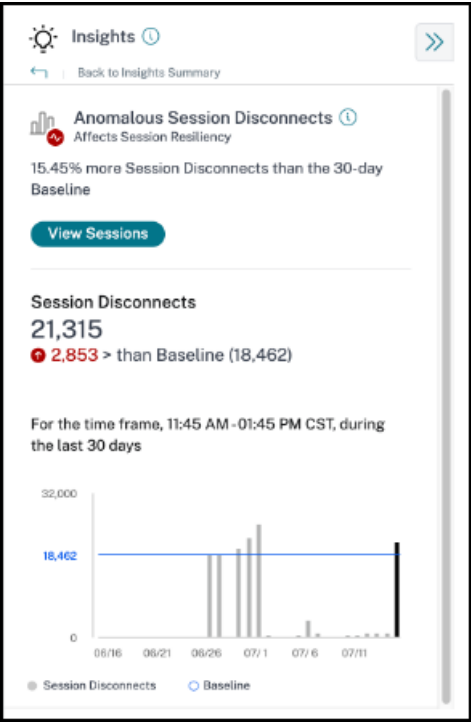 Insights
Back to Insights Summary
Anomalous Session Disconnects
Affects Session Resiliency
15.45% more Session Disconnects than the 30-day
Baseline
View Sessions
Session Disconnects
21,315
2,853 > than Baseline (18,462)
For the time frame, 11:45 AM-01:45 PM CST, during
the last 30 days
32,000
18,462
0
06/16 06/21 06/26 07/1 07/6 07/11
Session Disconnects Baseline